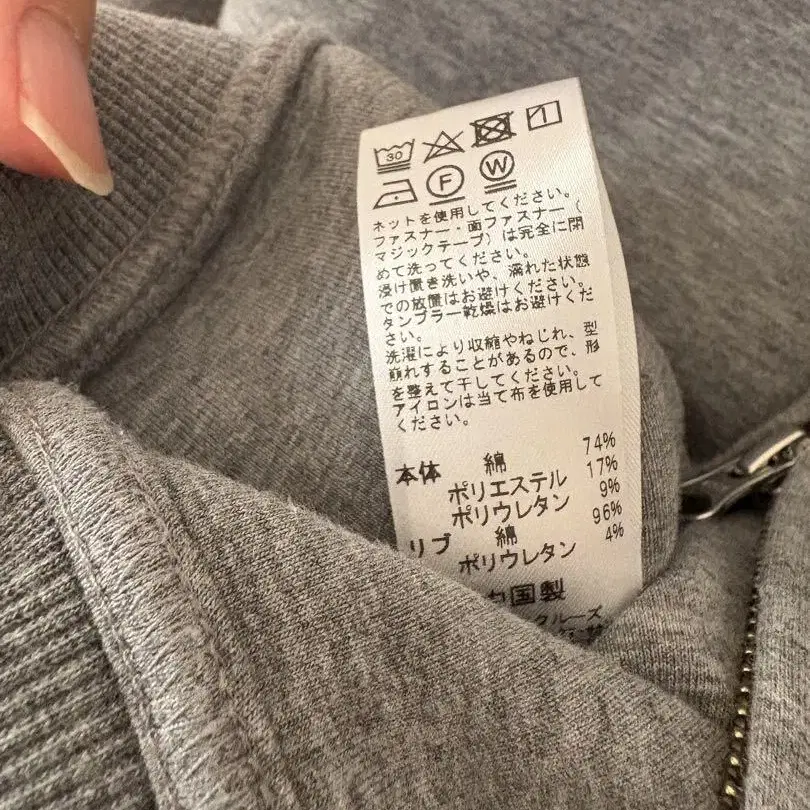 30
F W
ネットを使用してください。
ファスナー・面ファスナー（
マジックテープ）は完全に閉
めて洗ってください。
浸け置き洗いや、濡れた状態
での放置はお避けください。
タンブラー乾燥はお避けくだ
さい。
洗濯により収縮やねじれ、型
崩れすることがあるので、形
を整えて干してください。
アイロンは当て布を使用して
ください。
本体 綿 74%
ポリエステル 17%
ポリウレタン 9%
リブ 綿 96%
ポリウレタン 4%
中国製
クルーズ